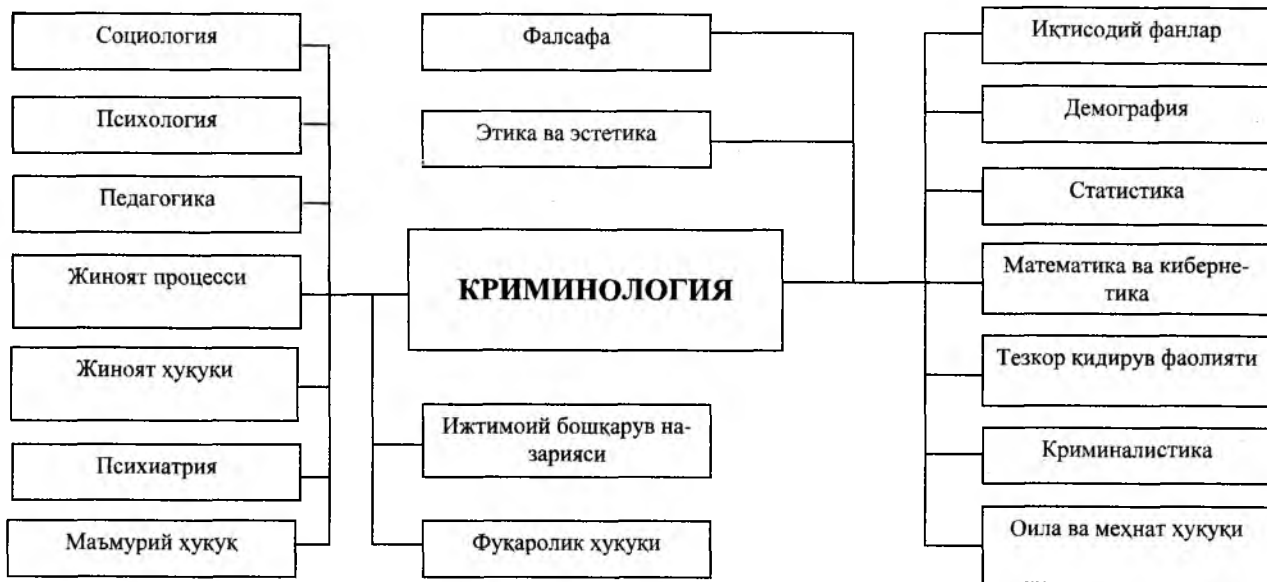 Социология
Психология
Педагогика
Жиноят процесси
Жиноят ҳуқуқи
Психиатрия
Маъмурий ҳуқуқ
Фалсафа
Этика ва эстетика
КРИМИНОЛОГИЯ
Ижтимоий бошқарув на-
зарияси
Фуқаролик ҳуқуқи
Иқтисодий фанлар
Демография
Статистика
Математика ва киберне-
тика
Тезкор қидирув фаолияти
Криминалистика
Оила ва меҳнат ҳуқуқи